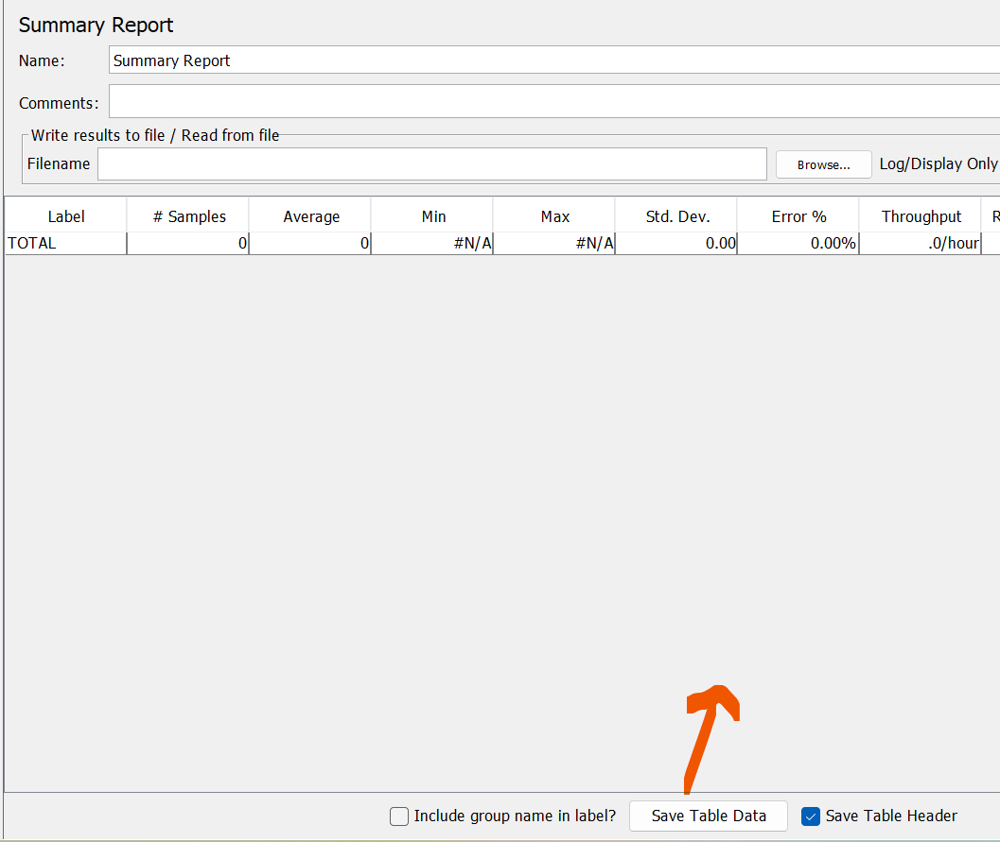 Summary Report
Name: Summary Report
Comments:
Write results to file / Read from file
Filename Browse... Log/Display Only
Label # Samples Average Min Max Std. Dev. Error % Throughput R
TOTAL 0 0 #N/A #N/A 0.00 0.00% .0/hour
Include group name in label? Save Table Data Save Table Header